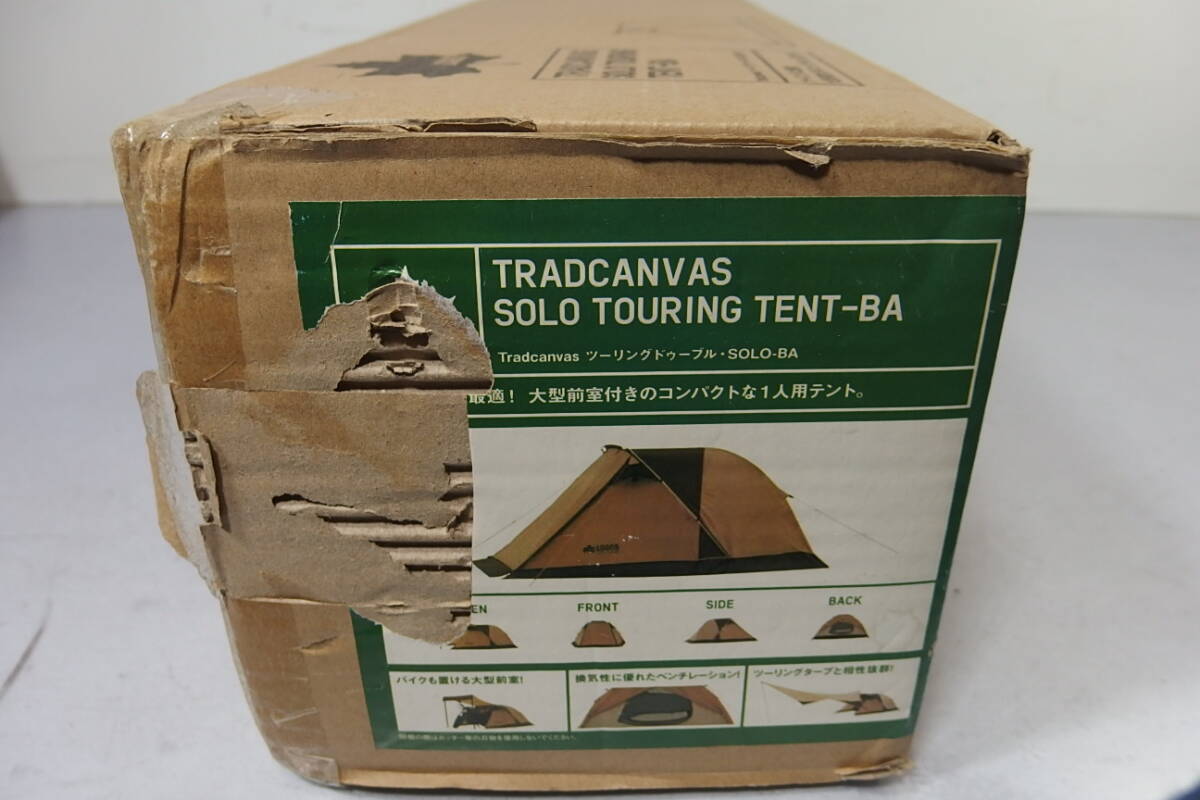 TRADCANVAS
SOLO TOURING TENT-BA
Tradcanvas ツーリングドゥーブル・SOLO-BA
最適! 大型前室付きのコンパクトな1人用テント。
LOGOS
EN
FRONT
SIDE
BACK
バイクも置ける大型前室!
換気性に優れたベンチレーション!
ツーリングタープと相性抜群!